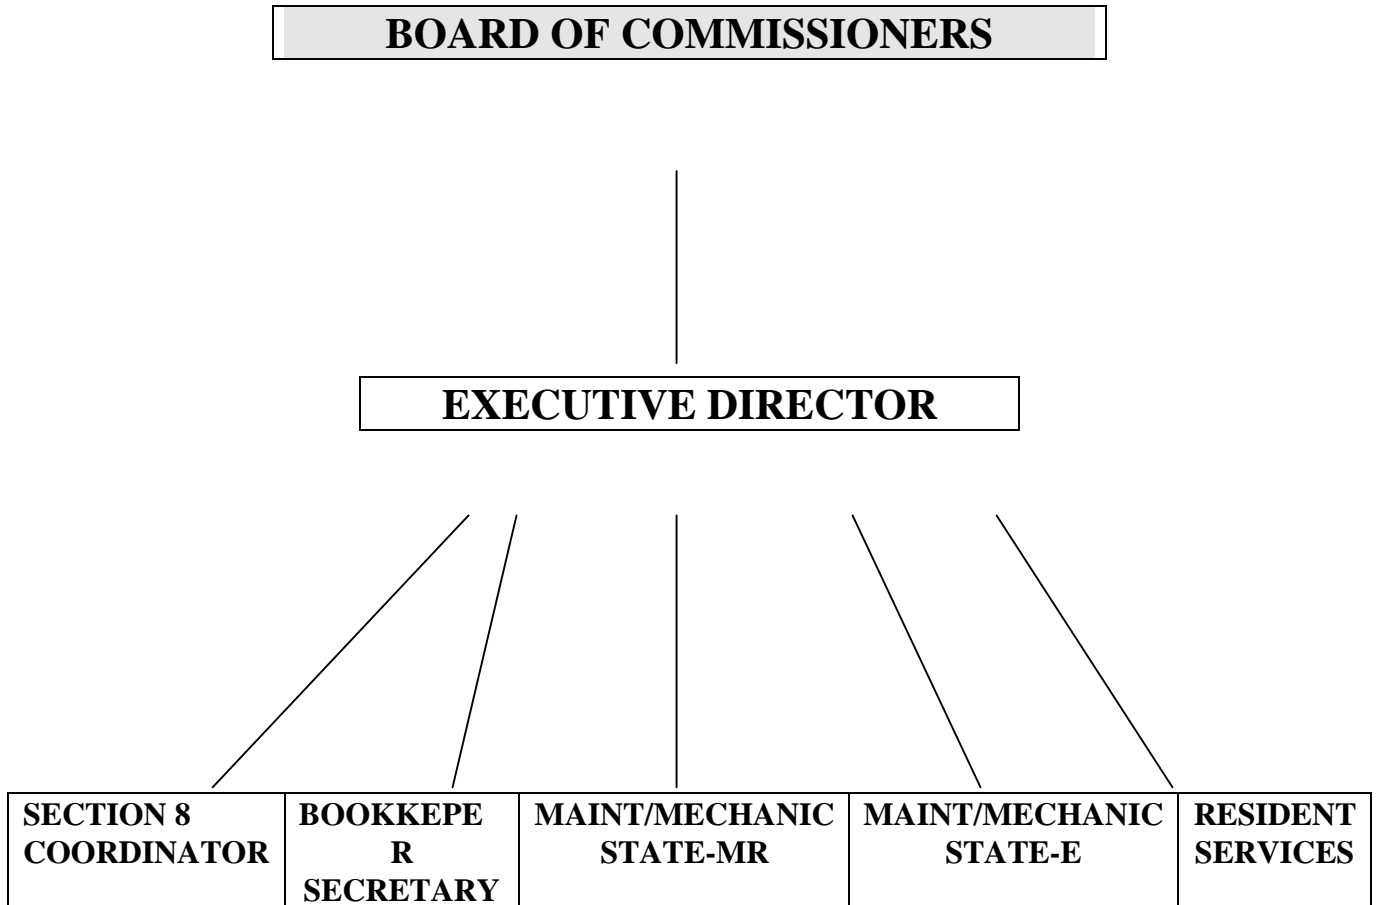 BOARD OF COMMISSIONERS
EXECUTIVE DIRECTOR
SECTION 8
COORDINATOR
BOOKKEPE
R
SECRETARY
MAINT/MECHANIC
STATE-MR
MAINT/MECHANIC
STATE-E
RESIDENT
SERVICES